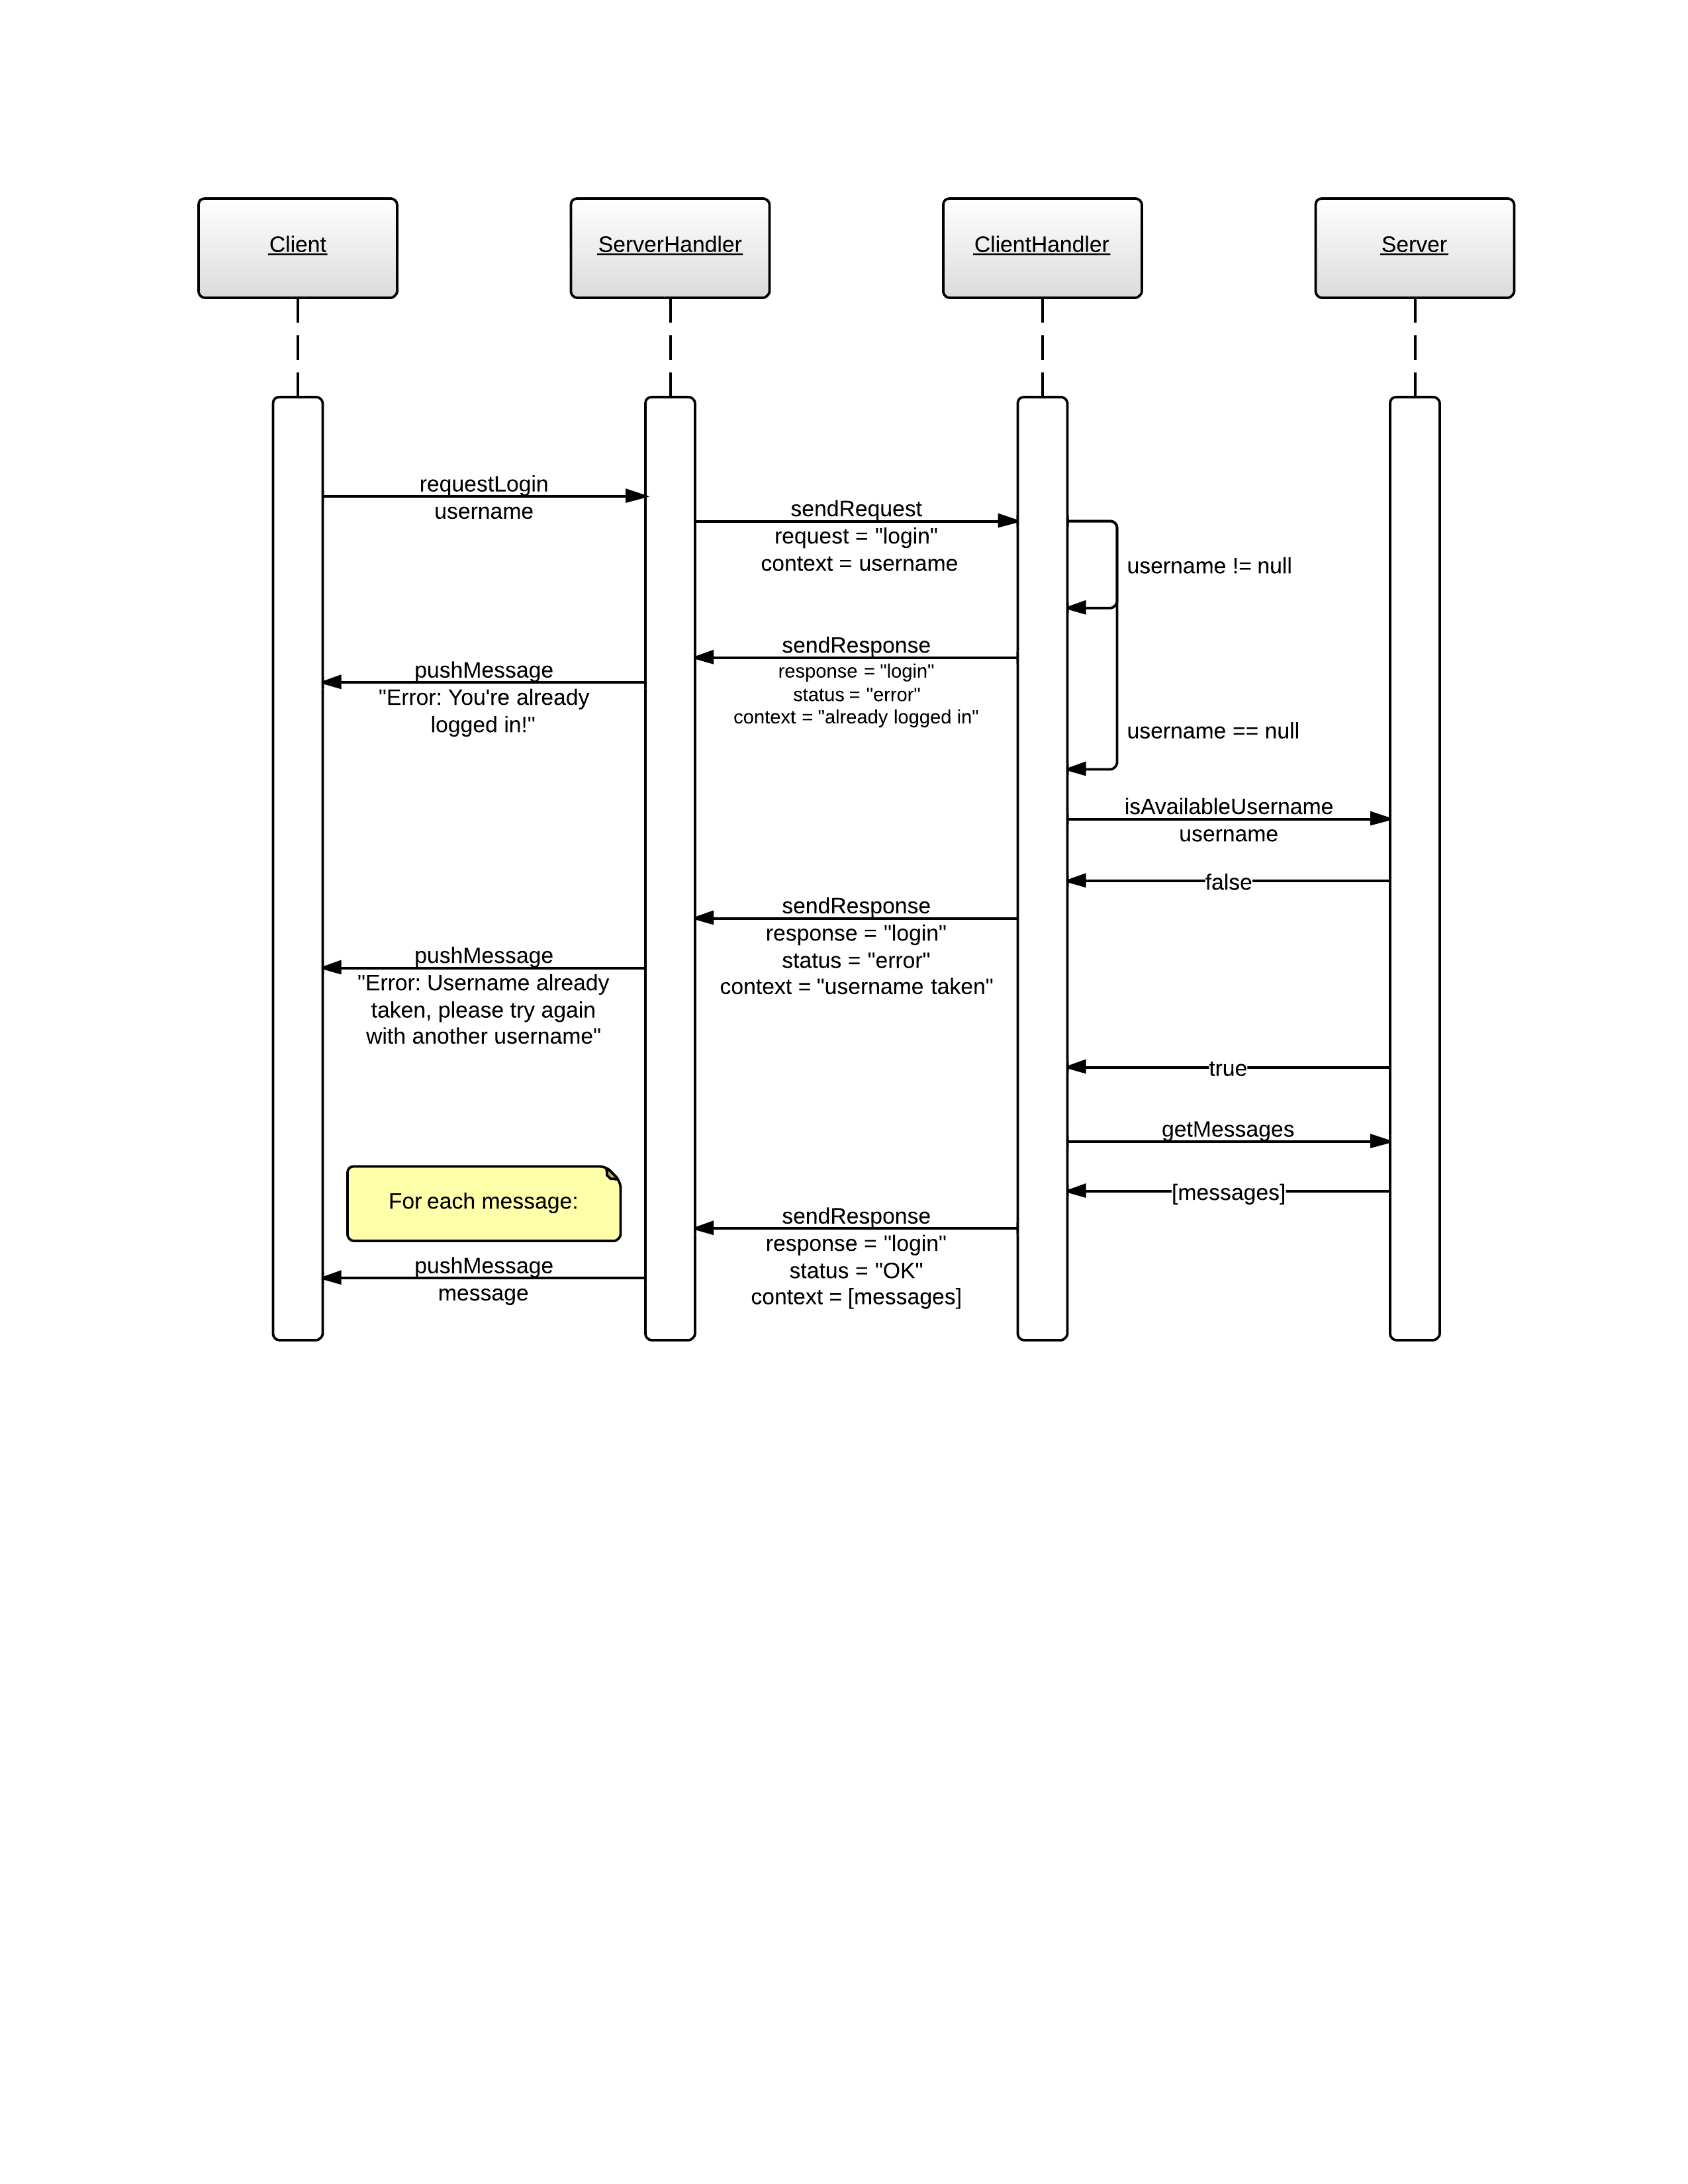 Client
ServerHandler
ClientHandler
Server
requestLogin
username
sendRequest
request = "login"
context = username
username != null
sendResponse
response = "login"
status = "error"
context = "already logged in"
pushMessage
"Error: You're already
logged in!"
username == null
isAvailableUsername
username
false
sendResponse
response = "login"
status = "error"
context = "username taken"
pushMessage
"Error: Username already
taken, please try again
with another username"
true
getMessages
[messages]
For each message:
sendResponse
response = "login"
status = "OK"
context = [messages]
pushMessage
message